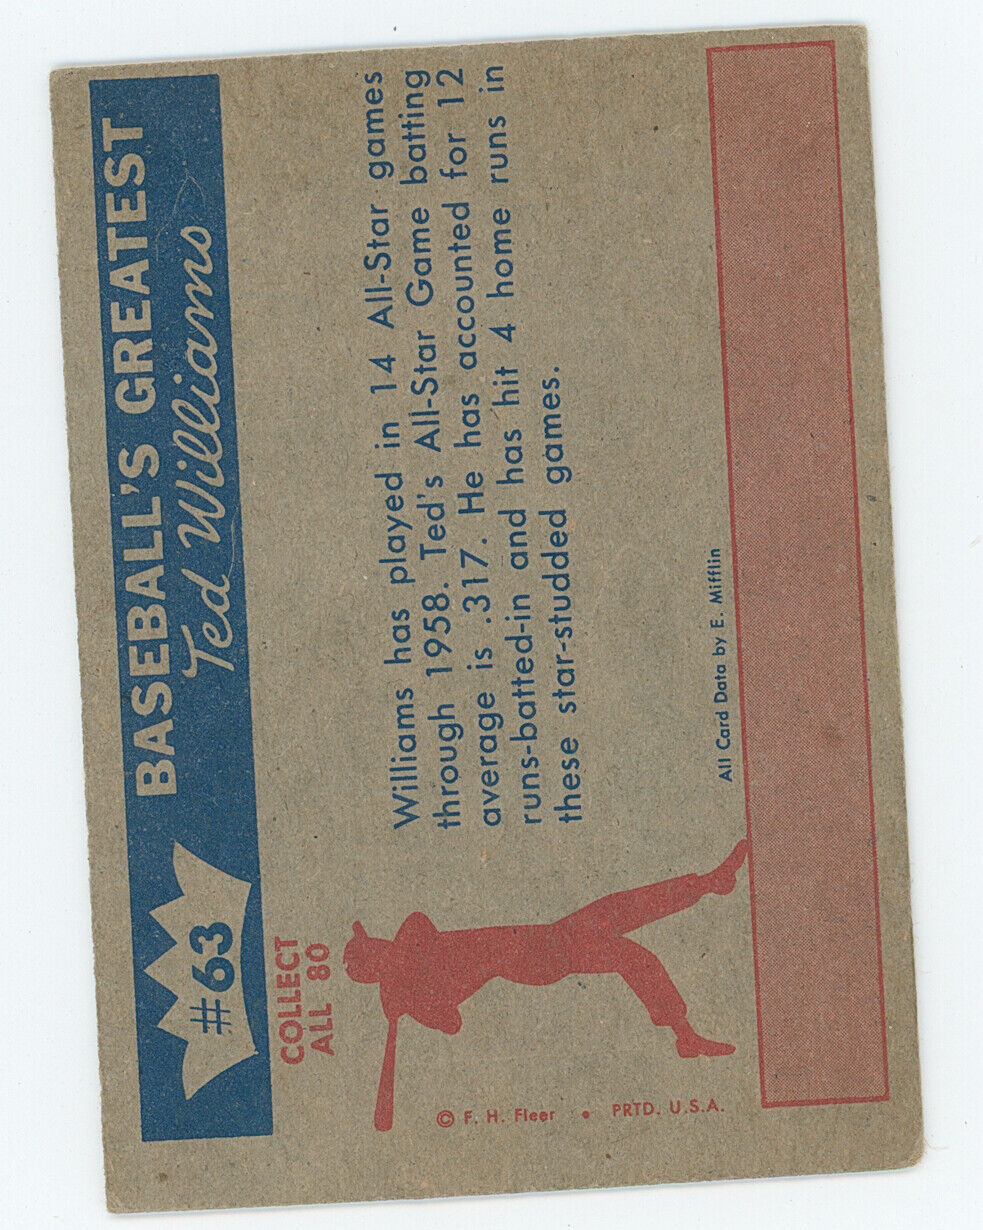 #63
BASEBALL'S GREATEST
Ted Williams
COLLECT
ALL 80
Williams has played in 14 All-Star games
through 1958. Ted's All-Star Game batting
average is .317. He has accounted for 12
runs-batted-in and has hit 4 home runs in
these star-studded games.
All Card Data by E. Mifflin
© F. H. Fleer • PRTD. U.S.A.